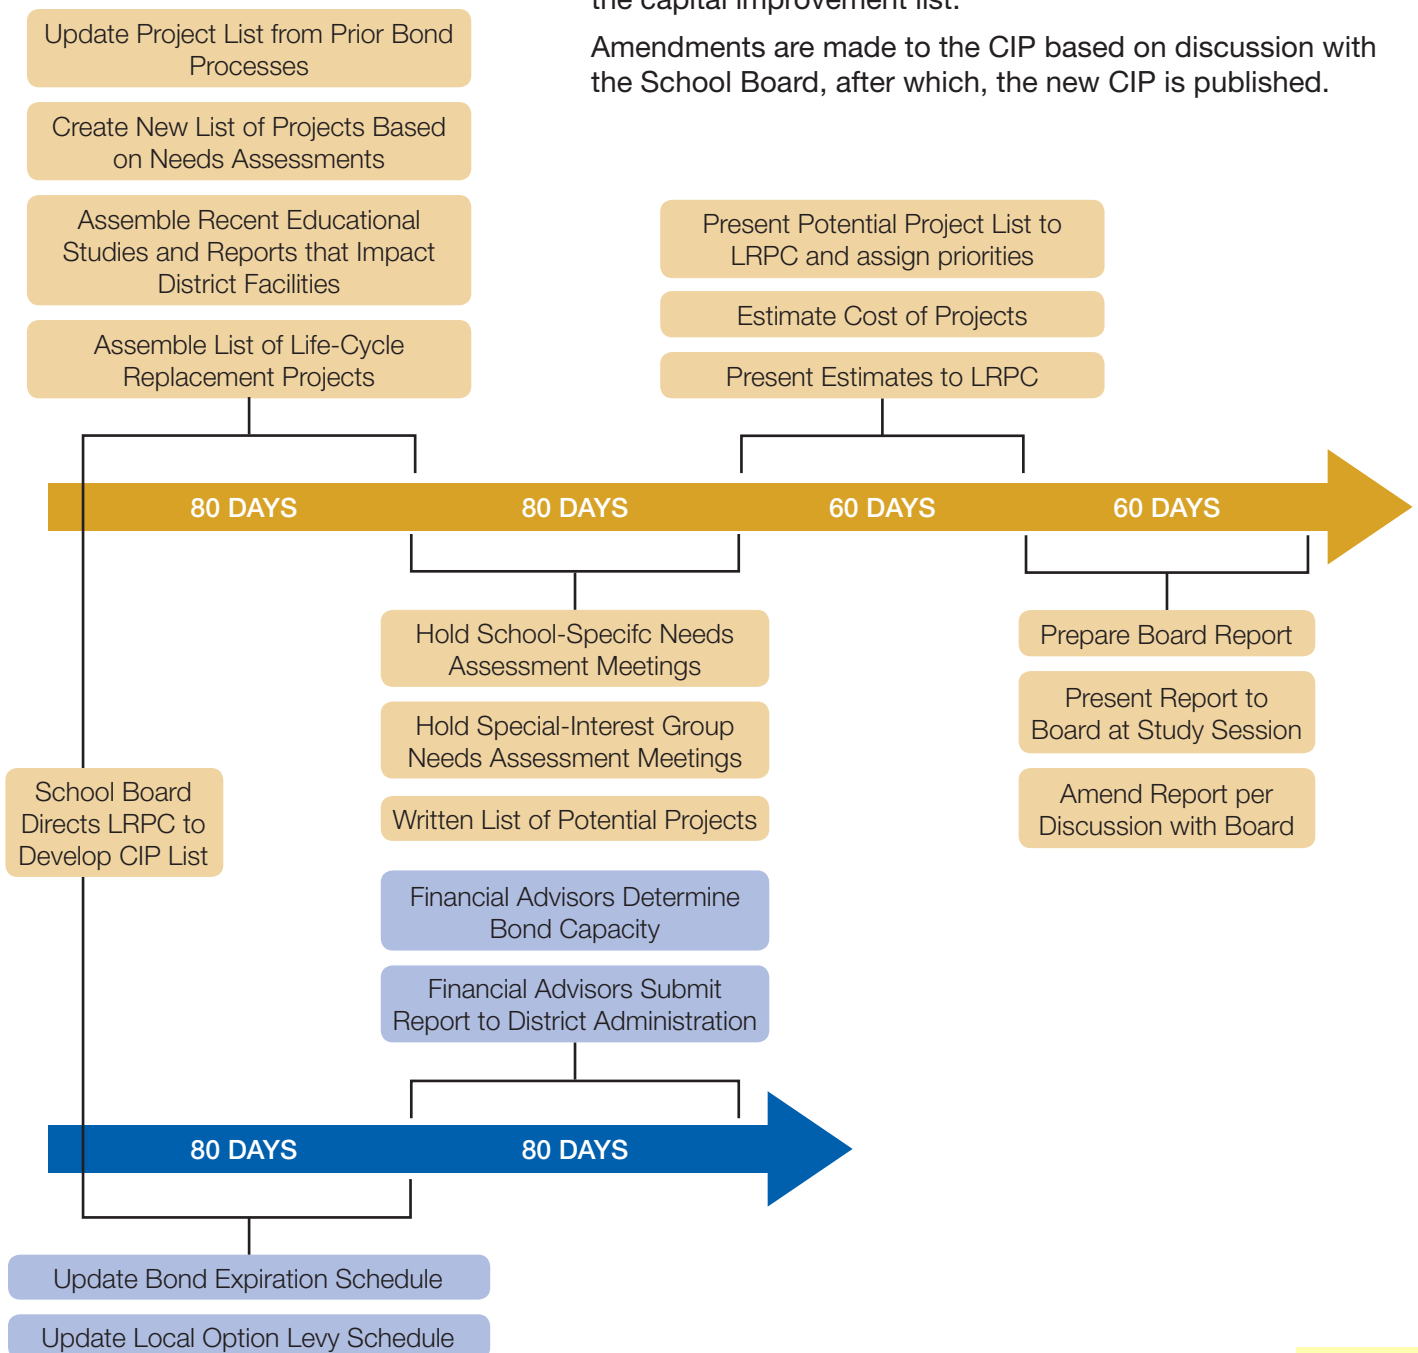 the capital improvement list.
Amendments are made to the CIP based on discussion with
the School Board, after which, the new CIP is published.
Update Project List from Prior Bond
Processes
Create New List of Projects Based
on Needs Assessments
Assemble Recent Educational
Studies and Reports that Impact
District Facilities
Assemble List of Life-Cycle
Replacement Projects
Present Potential Project List to
LRPC and assign priorities
Estimate Cost of Projects
Present Estimates to LRPC
80 DAYS
80 DAYS
60 DAYS
60 DAYS
Hold School-Specifc Needs
Assessment Meetings
Hold Special-Interest Group
Needs Assessment Meetings
Written List of Potential Projects
Prepare Board Report
Present Report to
Board at Study Session
Amend Report per
Discussion with Board
School Board
Directs LRPC to
Develop CIP List
Financial Advisors Determine
Bond Capacity
Financial Advisors Submit
Report to District Administration
80 DAYS
80 DAYS
Update Bond Expiration Schedule
Update Local Option Levy Schedule